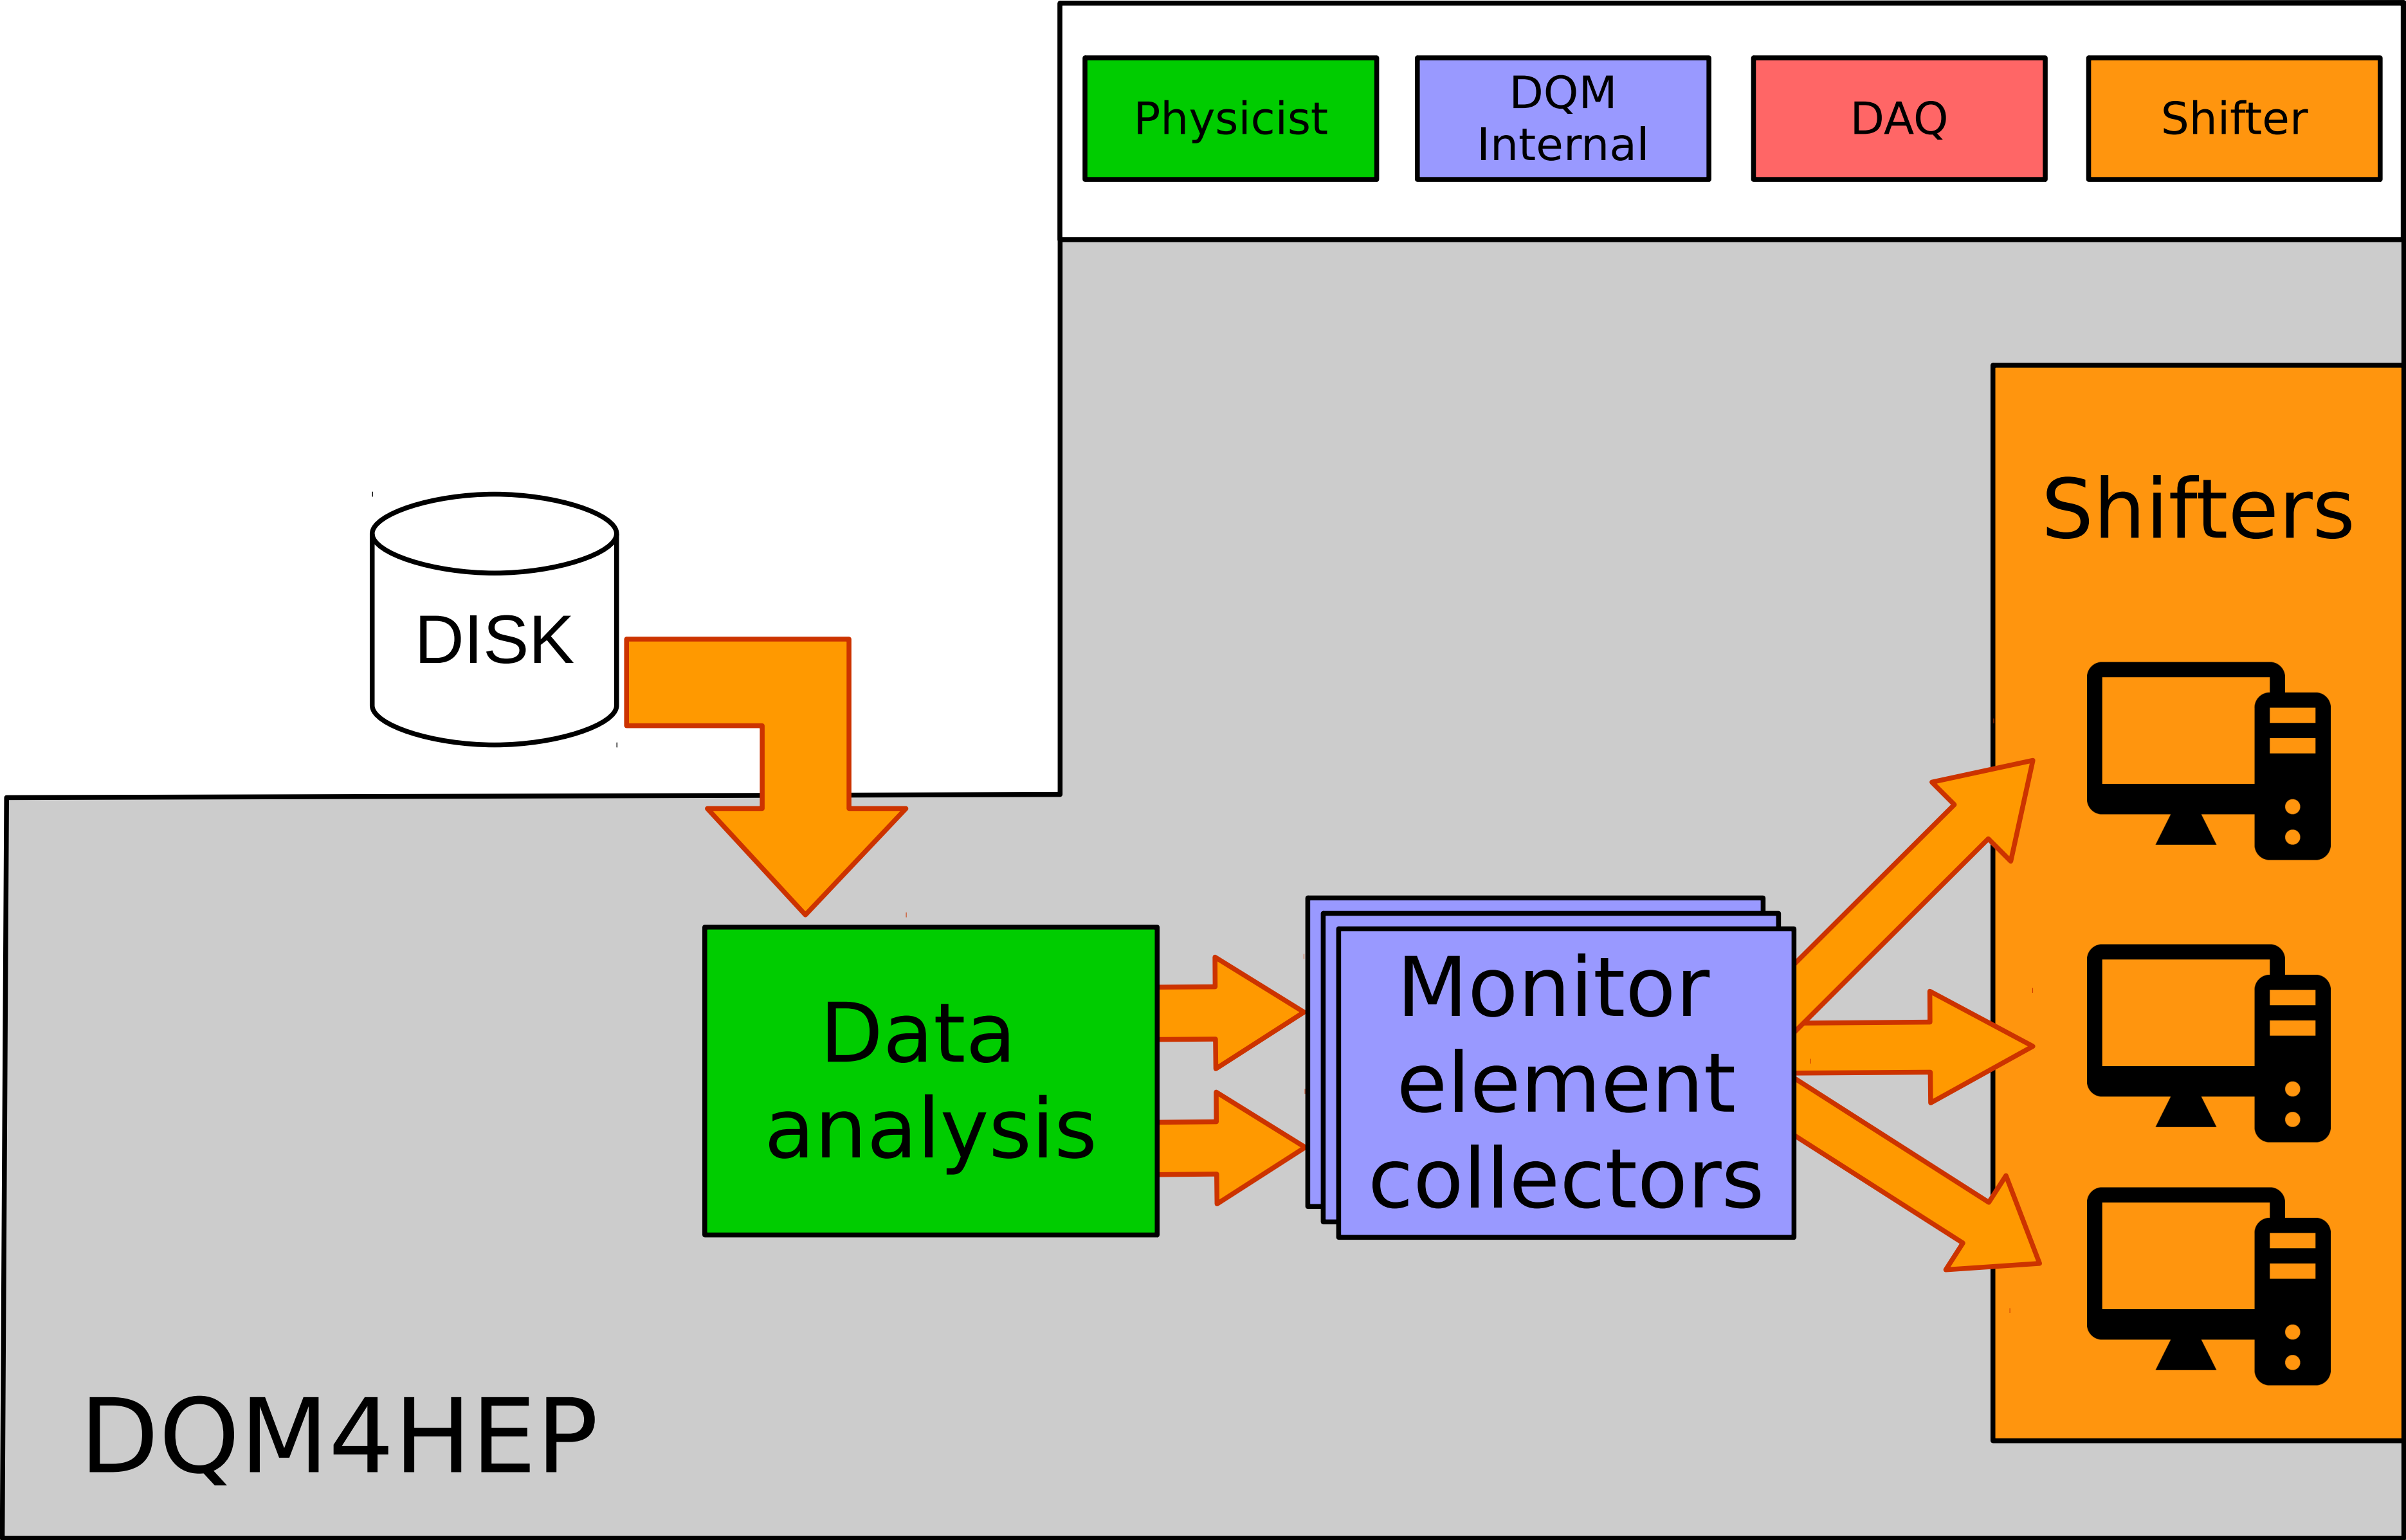 Physicist
DQM
Internal
DAQ
Shifter
Shifters
DISK
Data
analysis
Monitor
element
collectors
DQM4HEP